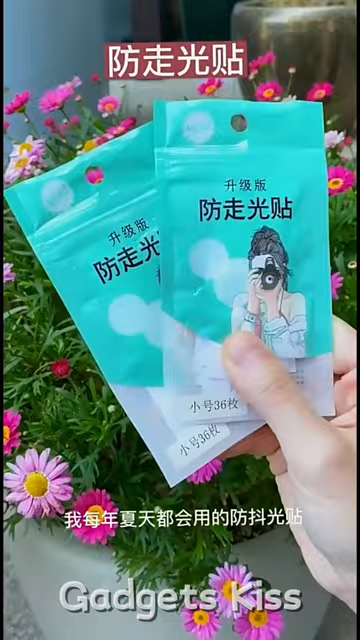 防走光贴
升级版
防走光贴
小号36枚
升级版
防走光
小号36枚
我每年夏天都会用的防抖光贴
Gadgets Kiss